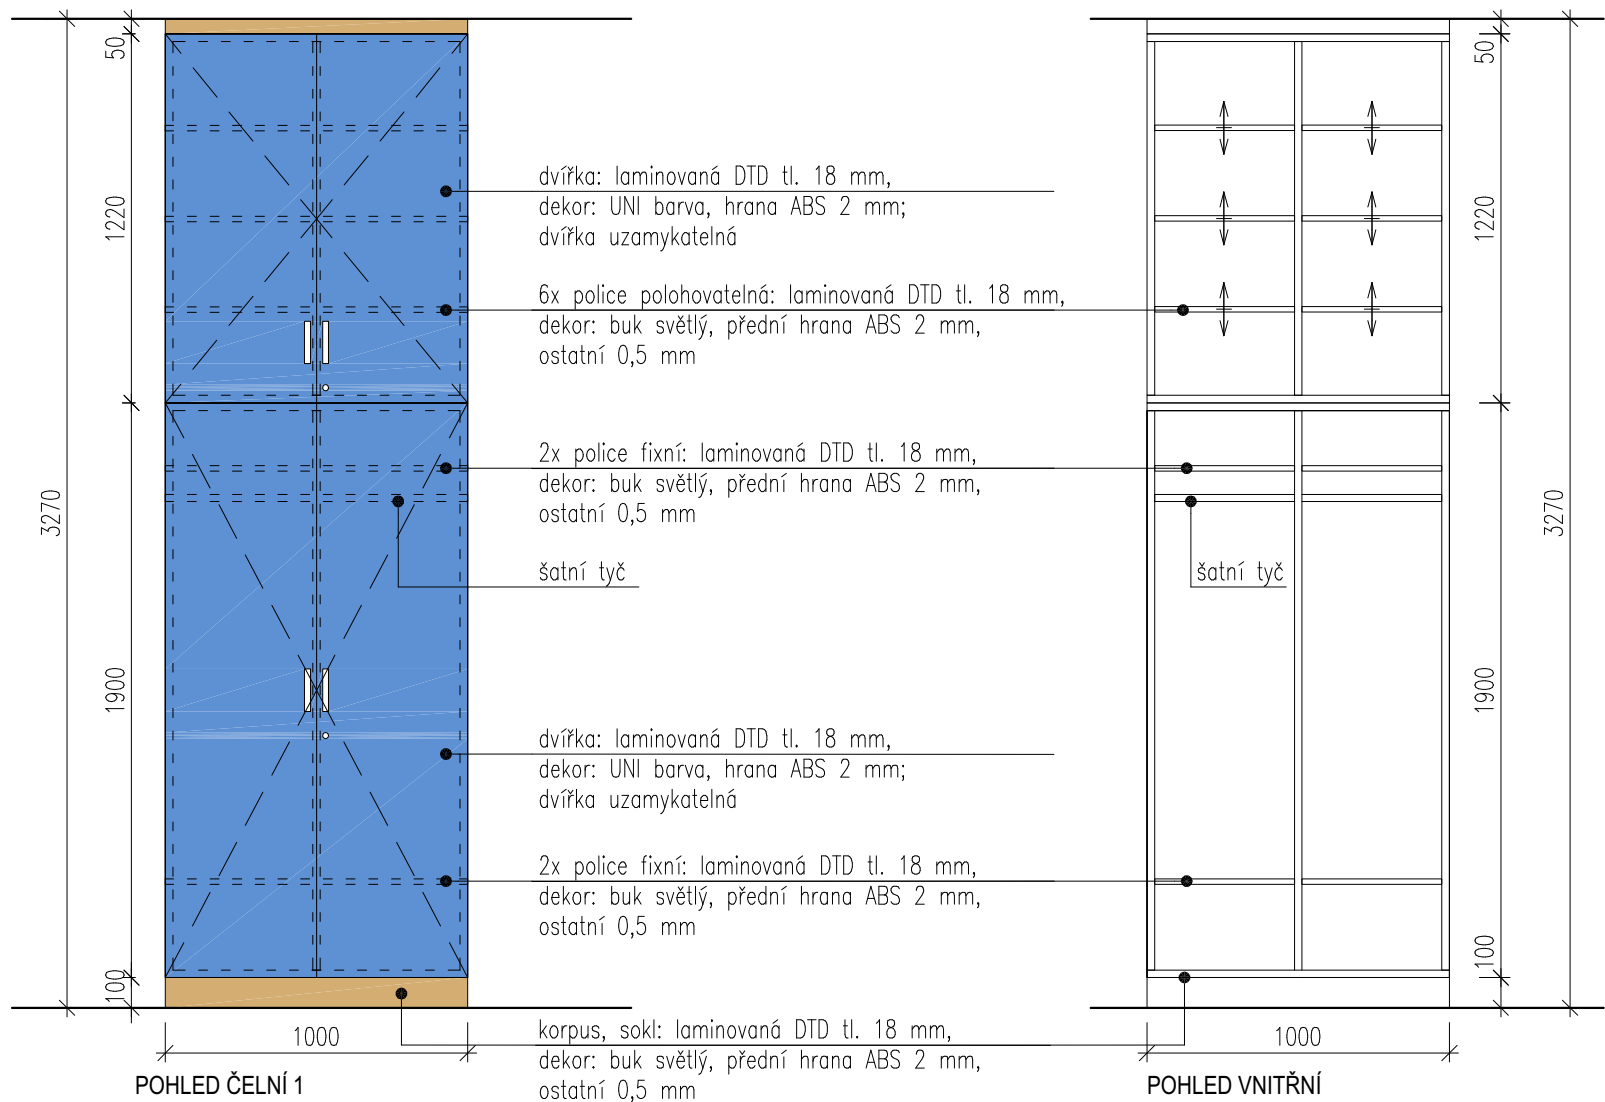 50
1220
3270
1900
100
1000
POHLED ČELNÍ 1
dvířka: laminovaná DTD tl. 18 mm,
dekor: UNI barva, hrana ABS 2 mm;
dvířka uzamykatelná
6x police polohovatelná: laminovaná DTD tl. 18 mm,
dekor: buk světlý, přední hrana ABS 2 mm,
ostatní 0,5 mm
2x police fixní: laminovaná DTD tl. 18 mm,
dekor: buk světlý, přední hrana ABS 2 mm,
ostatní 0,5 mm
šatní tyč
dvířka: laminovaná DTD tl. 18 mm,
dekor: UNI barva, hrana ABS 2 mm;
dvířka uzamykatelná
2x police fixní: laminovaná DTD tl. 18 mm,
dekor: buk světlý, přední hrana ABS 2 mm,
ostatní 0,5 mm
korpus, sokl: laminovaná DTD tl. 18 mm,
dekor: buk světlý, přední hrana ABS 2 mm,
ostatní 0,5 mm
šatní tyč
50
1220
3270
1900
100
1000
POHLED VNITŘNÍ